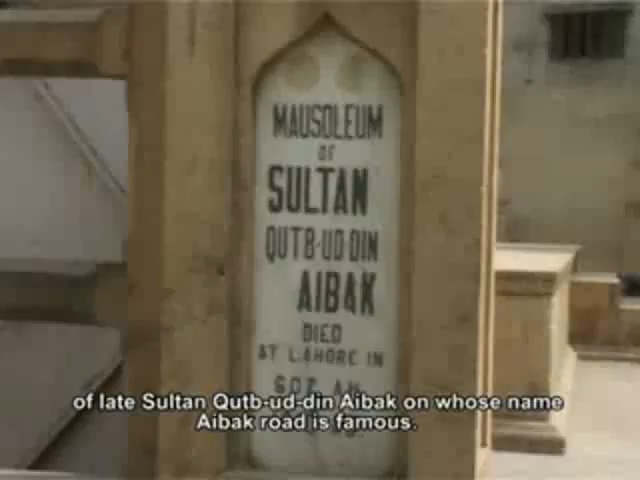 MAUSOLEUM
OF
SULTAN
QUTB-UD DIN
AIBAK
DIED
AT LAHORE IN
of late Sultan Qutb-ud-din Aibak on whose name
Aibak road is famous.